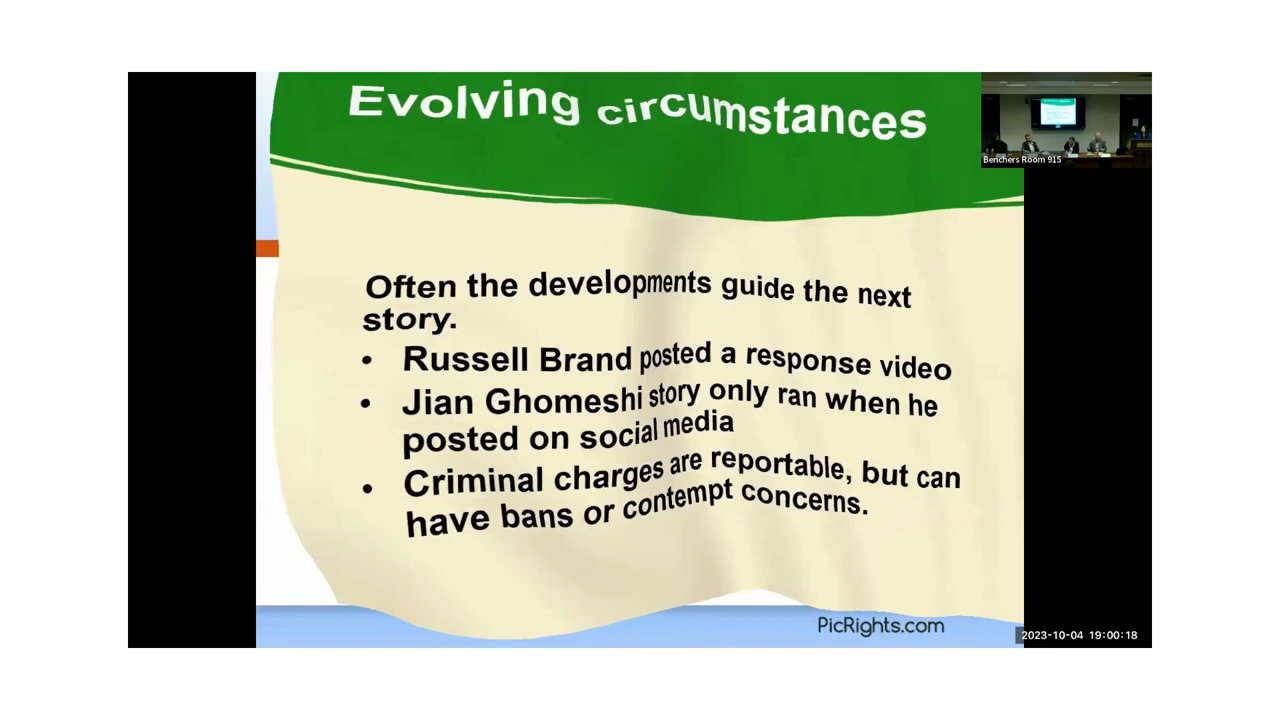 Evolving circumstances
Benchers Room 915
Often the developments guide the next
story.
• Russell Brand posted a response video
• Jian Ghomeshi story only ran when he
posted on social media
• Criminal charges are reportable, but can
have bans or contempt concerns.
PicRights.com
2023-10-04 19:00:18